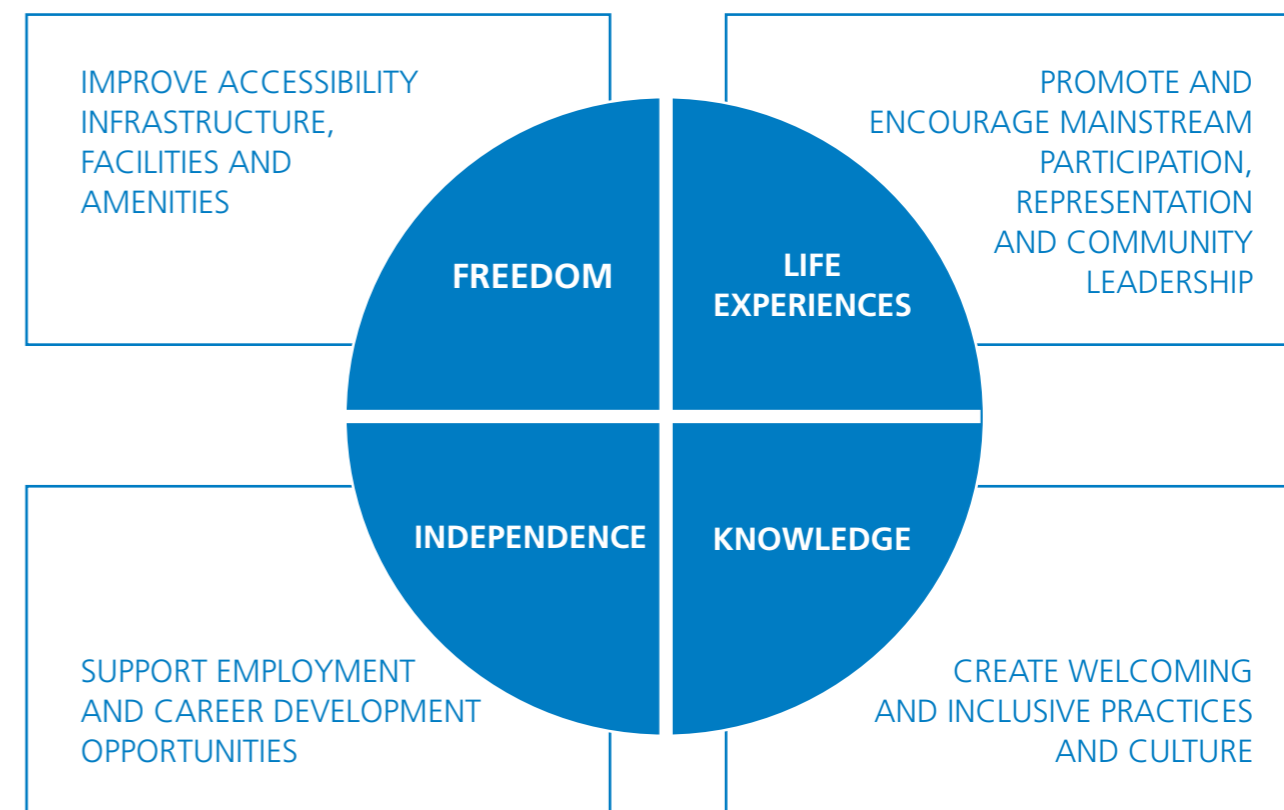 IMPROVE ACCESSIBILITY
INFRASTRUCTURE,
FACILITIES AND
AMENITIES
PROMOTE AND
ENCOURAGE MAINSTREAM
PARTICIPATION,
REPRESENTATION
AND COMMUNITY
LEADERSHIP
FREEDOM
LIFE
EXPERIENCES
INDEPENDENCE
KNOWLEDGE
SUPPORT EMPLOYMENT
AND CAREER DEVELOPMENT
OPPORTUNITIES
CREATE WELCOMING
AND INCLUSIVE PRACTICES
AND CULTURE